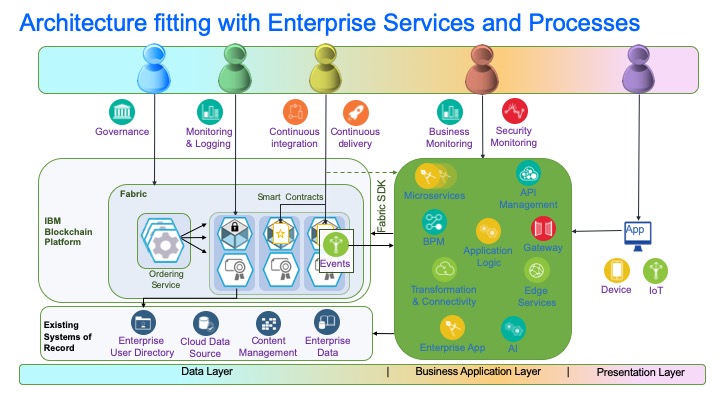 Architecture fitting with Enterprise Services and Processes
Governance
Monitoring
& Logging
Continuous
integration
Continuous
delivery
Business
Monitoring
Security
Monitoring
IBM
Blockchain
Platform
Fabric
Smart Contracts
Ordering
Service
Events
Fabric SDK
Microservices
API
Management
BPM
Application
Logic
Gateway
Transformation
& Connectivity
Edge
Services
Enterprise App
AI
App
Device
IoT
Existing
Systems of
Record
Enterprise
User Directory
Cloud Data
Source
Content
Management
Enterprise
Data
Data Layer
| Business Application Layer |
Presentation Layer